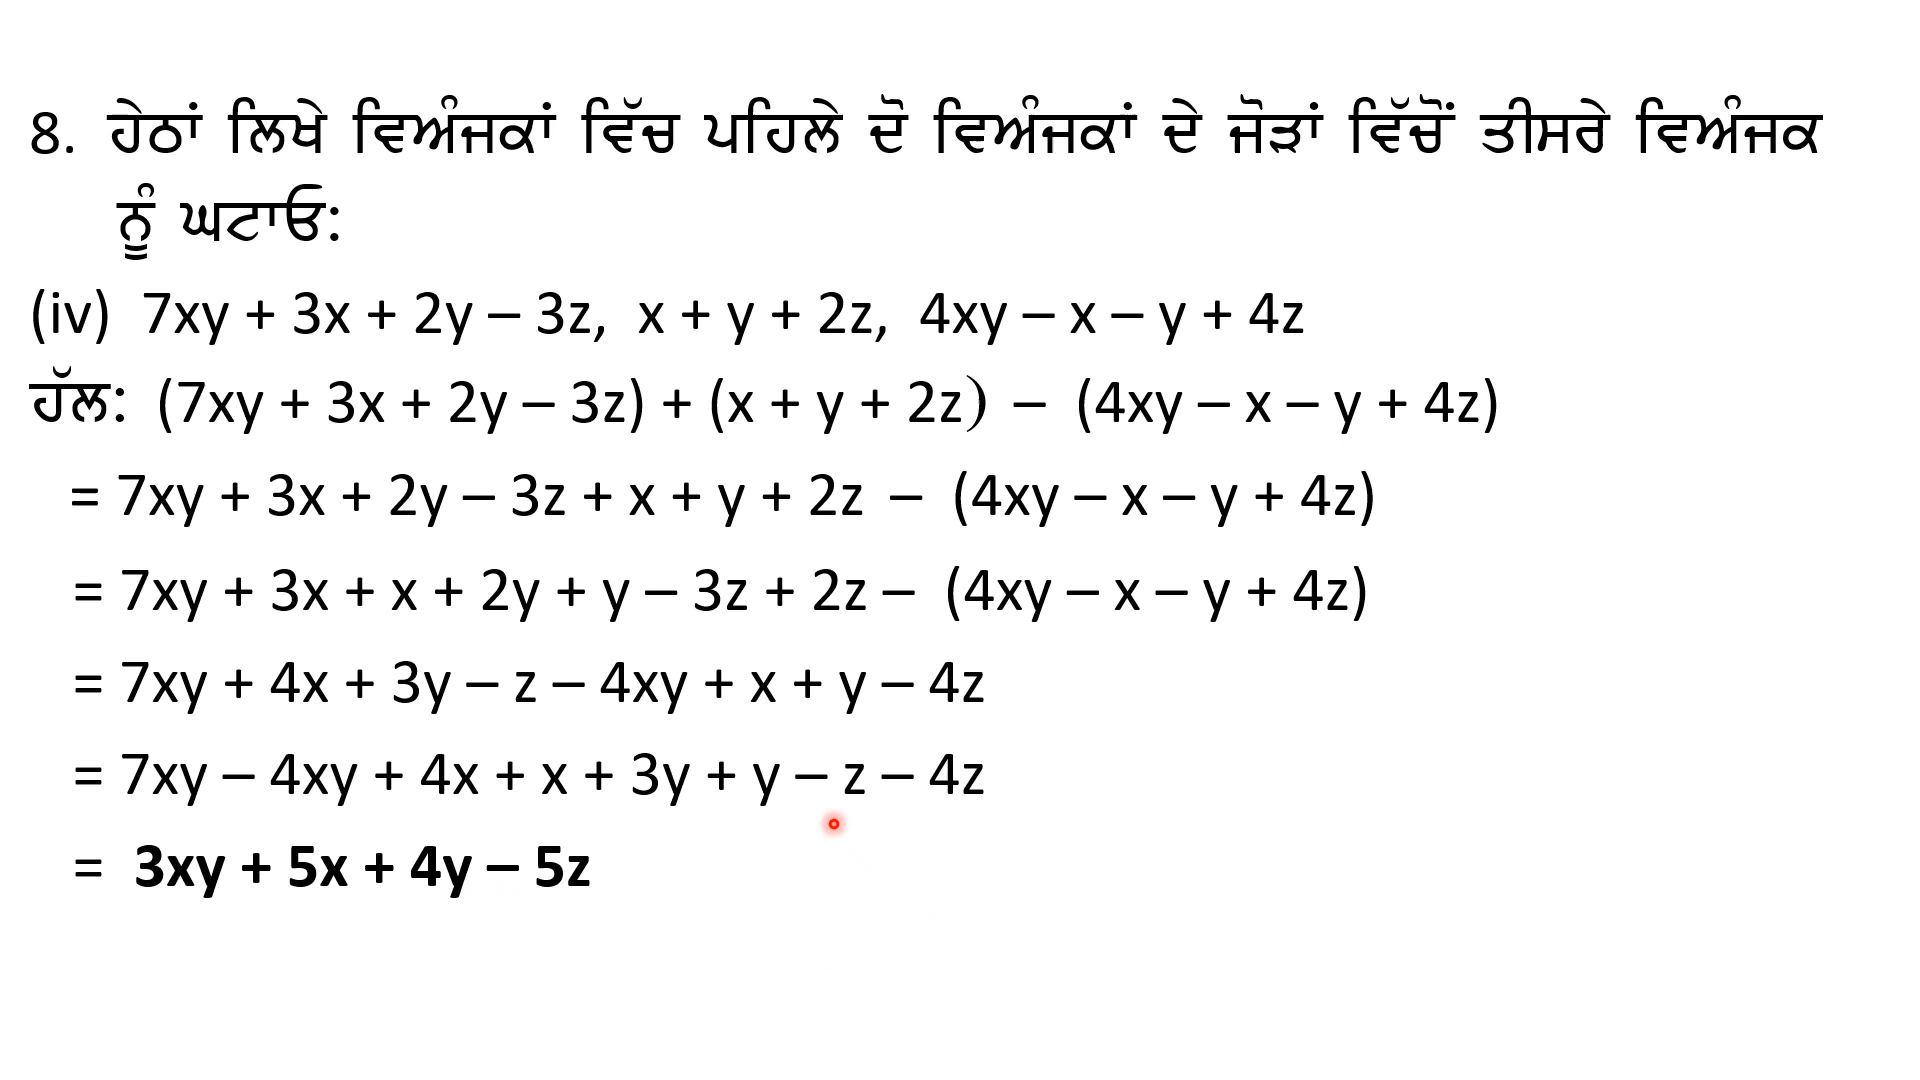 8. ਹੇਠਾਂ ਲਿਖੇ ਵਿਅੰਜਕਾਂ ਵਿੱਚ ਪਹਿਲੇ ਦੋ ਵਿਅੰਜਕਾਂ ਦੇ ਜੋੜਾਂ ਵਿੱਚੋਂ ਤੀਸਰੇ ਵਿਅੰਜਕ
ਨੂੰ ਘਟਾਓ:
(iv) 7xy + 3x + 2y – 3z, x + y + 2z, 4xy – x – y + 4z
ਹੱਲ: (7xy + 3x + 2y – 3z) + (x + y + 2z) – (4xy – x – y + 4z)
= 7xy + 3x + 2y – 3z + x + y + 2z – (4xy – x – y + 4z)
= 7xy + 3x + x + 2y + y – 3z + 2z – (4xy – x – y + 4z)
= 7xy + 4x + 3y – z – 4xy + x + y – 4z
= 7xy – 4xy + 4x + x + 3y + y – z – 4z
= 3xy + 5x + 4y – 5z